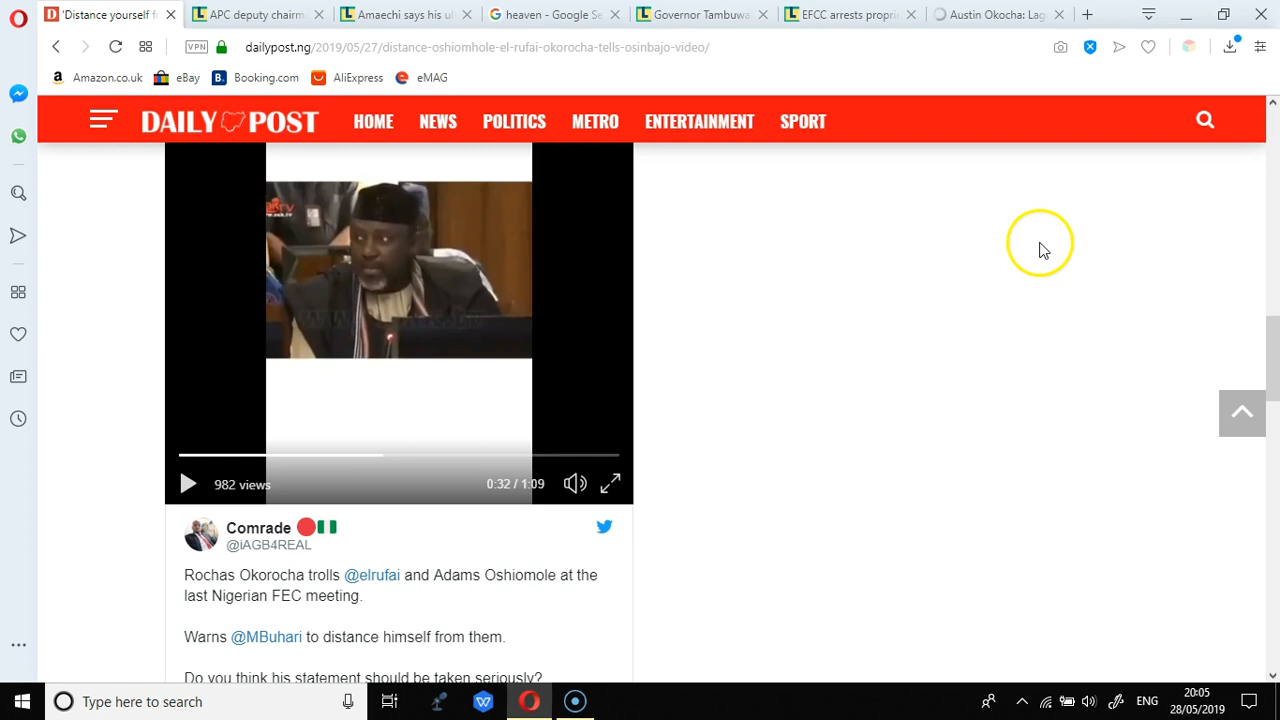 'Distance yourself f
APC deputy chairm
Amaechi says his ul
heaven - Google Se
Governor Tambuwa
EFCC arrests proprie
Austin Okocha: Lag
VPN
dailypost.ng/2019/05/27/distance-oshiomhole-el-rufai-okorocha-tells-osinbajo-video/
Amazon.co.uk
eBay
Booking.com
AliExpress
eMAG
DAILY POST
HOME
NEWS
POLITICS
METRO
ENTERTAINMENT
SPORT
982 views
0:32 / 1:09
Comrade
@iAGB4REAL
Rochas Okorocha trolls @elrufai and Adams Oshiomole at the
last Nigerian FEC meeting.
Warns @MBuhari to distance himself from them.
Do you think his statement should be taken seriously?
Type here to search
ENG
20:05
28/05/2019